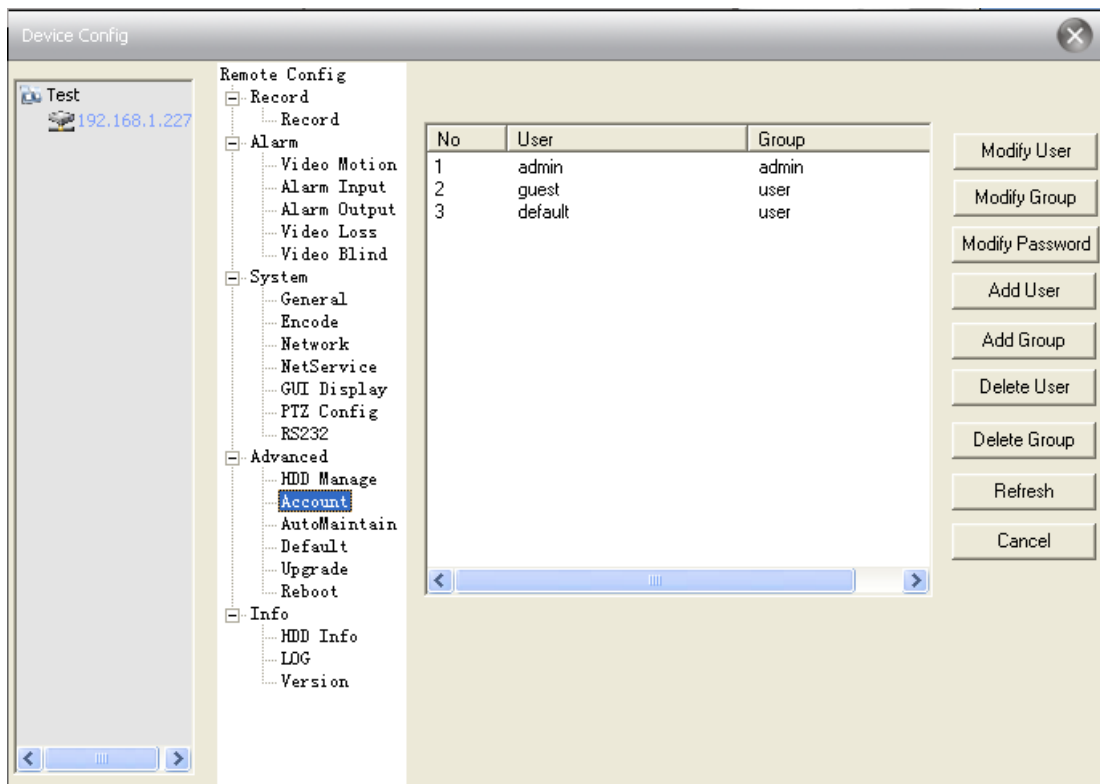 Device Config
Test
192.168.1.227
Remote Config
Record
Record
Alarm
Video Motion
Alarm Input
Alarm Output
Video Loss
Video Blind
System
General
Encode
Network
NetService
GUI Display
PTZ Config
RS232
Advanced
HDD Manage
Account
AutoMaintain
Default
Upgrade
Reboot
Info
HDD Info
LOG
Version
No User Group
1 admin admin
2 guest user
3 default user
Modify User
Modify Group
Modify Password
Add User
Add Group
Delete User
Delete Group
Refresh
Cancel